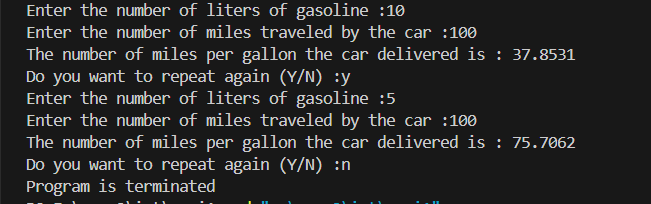 Enter the number of liters of gasoline :10
Enter the number of miles traveled by the car :100
The number of miles per gallon the car delivered is : 37.8531
Do you want to repeat again (Y/N) :y
Enter the number of liters of gasoline :5
Enter the number of miles traveled by the car :100
The number of miles per gallon the car delivered is : 75.7062
Do you want to repeat again (Y/N) :n
Program is terminated